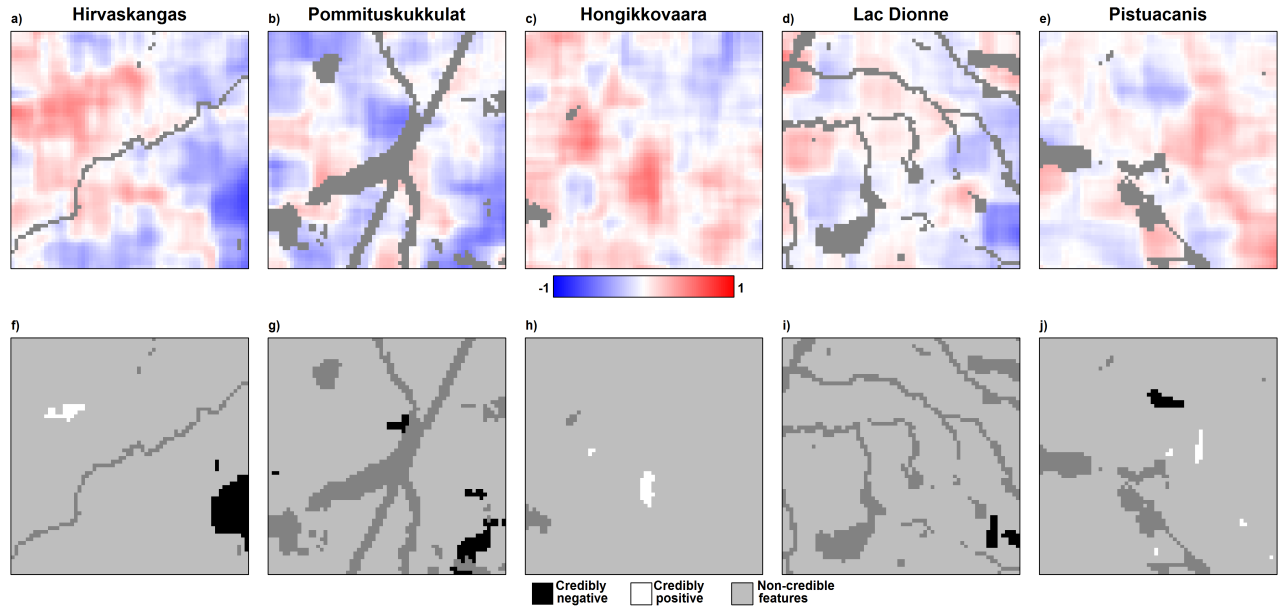 a) Hirvaskangas b) Pommituskukkulat c) Hongikkovaara d) Lac Dionne e) Pistuacanis
-1 1
f) g) h) i) j)
Credibly negative Credibly positive Non-credible features